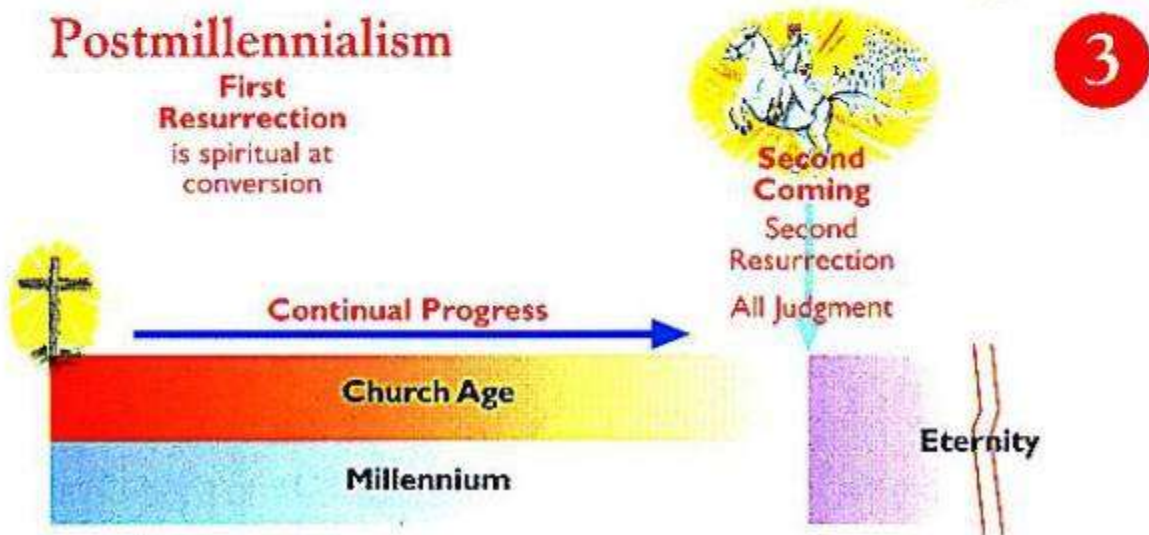 Postmillennialism
First
Resurrection
is spiritual at
conversion
3
Second
Coming
Second
Resurrection
All Judgment
Continual Progress
Church Age
Millennium
Eternity